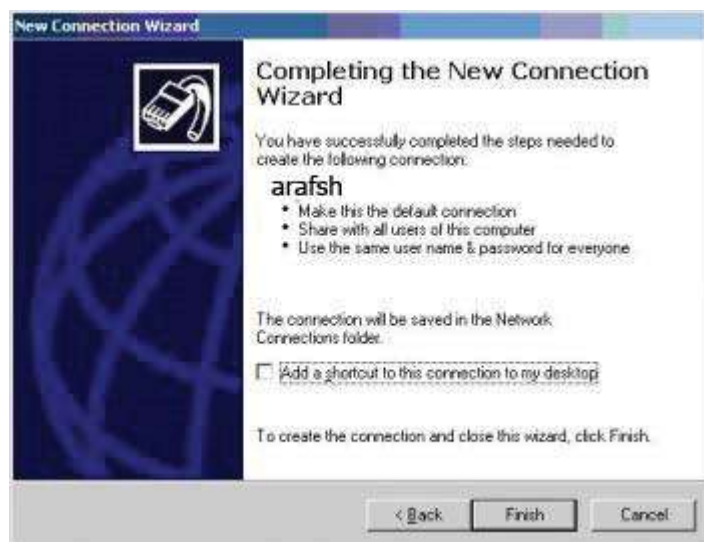 New Connection Wizard
Completing the New Connection
Wizard
You have successfully completed the steps needed to
create the following connection:
arafsh
• Make this the default connection
• Share with all users of this computer
• Use the same user name & password for everyone
The connection will be saved in the Network
Connections folder.
Add a shortcut to this connection to my desktop
To create the connection and close this wizard, click Finish.
< Back
Finish
Cancel